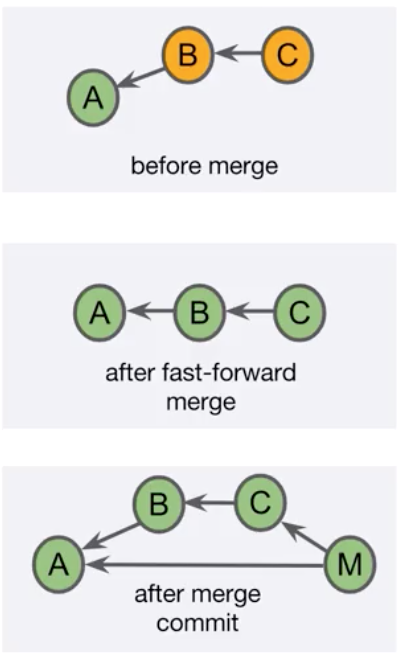 B C
A
before merge
A B C
after fast-forward
merge
B C
A M
after merge
commit